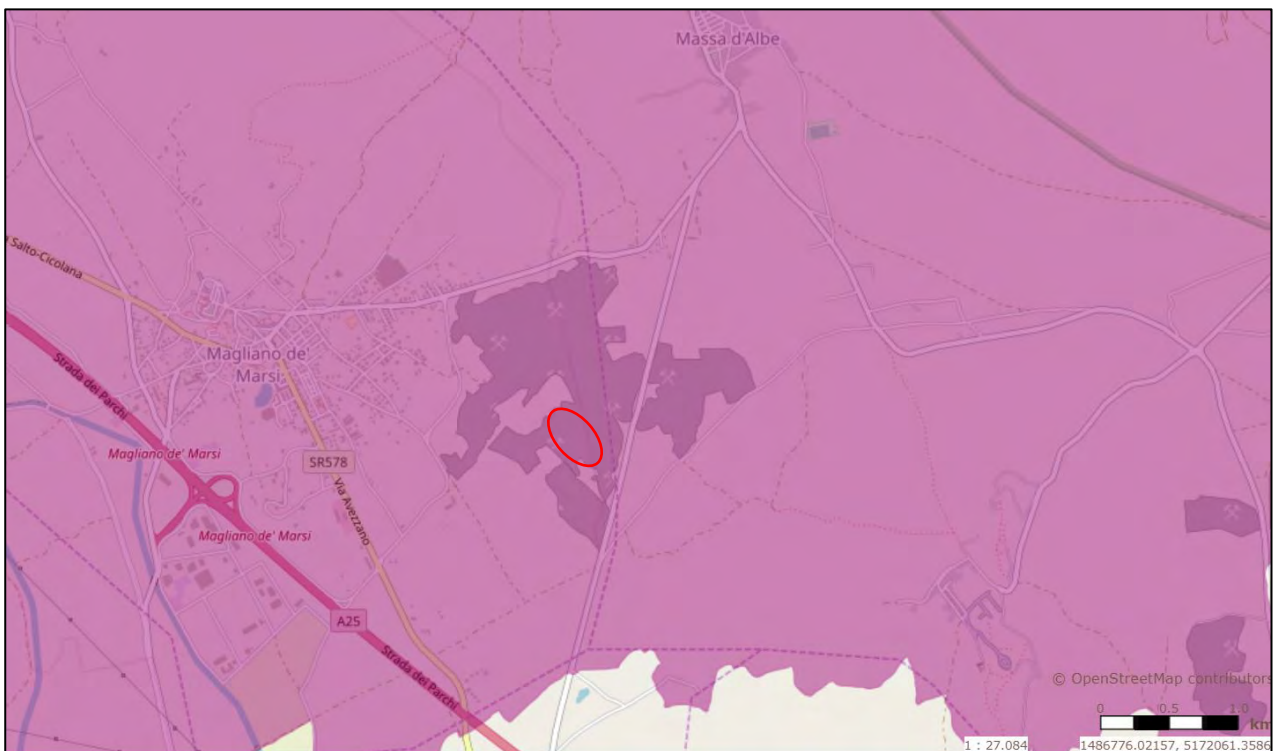 Massa d'Albe
Salto-Cicolana
Magliano de'
Marsi
Strada dei Parchi
Magliano de' Marsi
SR578
Via Avezzano
Magliano de' Marsi
A25
Strada dei Parchi
© OpenStreetMap contributors
0 0.5 1.0
km
1 : 27.084
1486776.02157, 5172061.3586